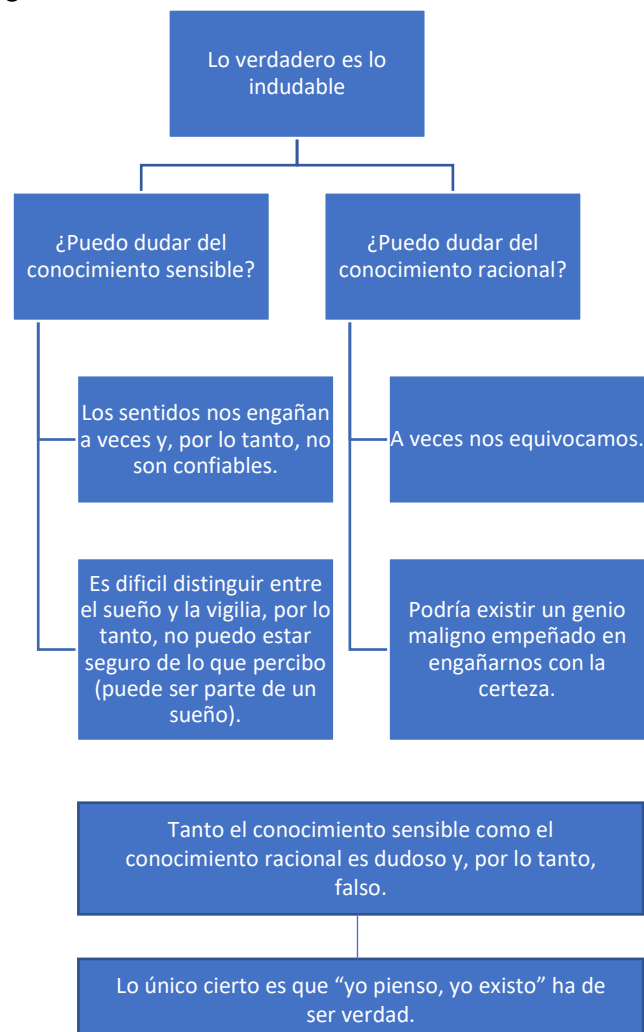 Lo verdadero es lo
indudable
¿Puedo dudar del
conocimiento sensible?
¿Puedo dudar del
conocimiento racional?
Los sentidos nos engañan
a veces y, por lo tanto, no
son confiables.
A veces nos equivocamos.
Es dificil distinguir entre
el sueño y la vigilia, por lo
tanto, no puedo estar
seguro de lo que percibo
(puede ser parte de un
sueño).
Podría existir un genio
maligno empeñado en
engañarnos con la
certeza.
Tanto el conocimiento sensible como el
conocimiento racional es dudoso y, por lo tanto,
falso.
Lo único cierto es que “yo pienso, yo existo” ha de
ser verdad.